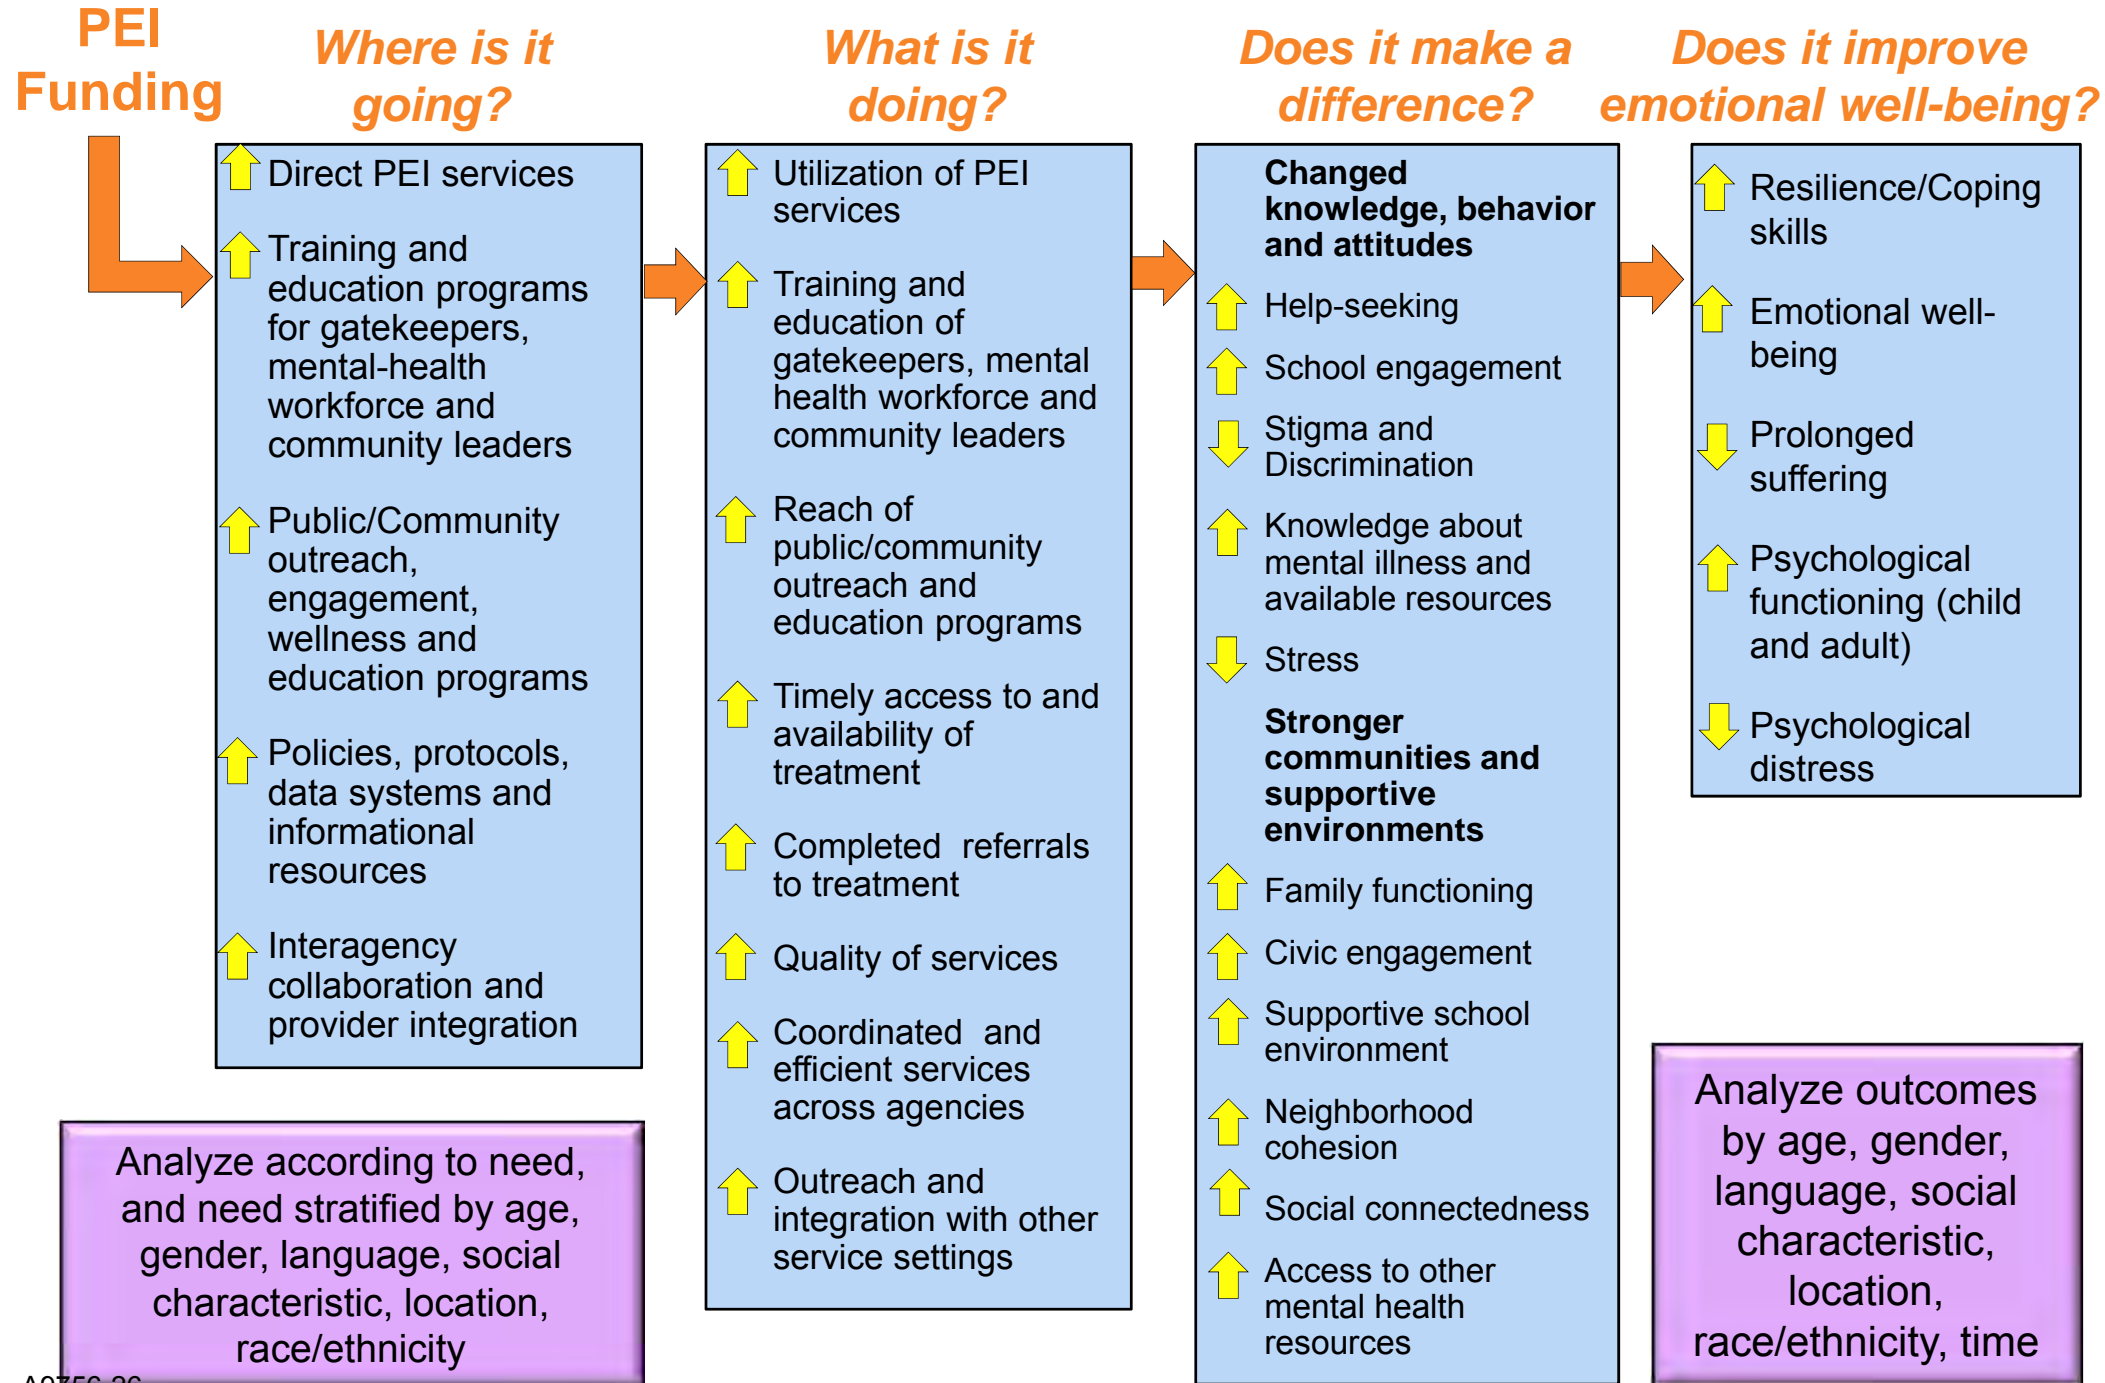 PEI
Funding
Where is it
going?
What is it
doing?
Does it make a
difference?
Does it improve
emotional well-being?
Direct PEI services
Training and
education programs
for gatekeepers,
mental-health
workforce and
community leaders
Public/Community
outreach,
engagement,
wellness and
education programs
Policies, protocols,
data systems and
informational
resources
Interagency
collaboration and
provider integration
Utilization of PEI
services
Training and
education of
gatekeepers, mental
health workforce and
community leaders
Reach of
public/community
outreach and
education programs
Timely access to and
availability of
treatment
Completed  referrals
to treatment
Quality of services
Coordinated  and
efficient services
across agencies
Outreach and
integration with other
service settings
Changed
knowledge, behavior
and attitudes
Help-seeking
School engagement
Stigma and
Discrimination
Knowledge about
mental illness and
available resources
Stress
Stronger
communities and
supportive
environments
Family functioning
Civic engagement
Supportive school
environment
Neighborhood
cohesion
Social connectedness
Access to other
mental health
resources
Resilience/Coping
skills
Emotional well-
being
Prolonged
suffering
Psychological
functioning (child
and adult)
Psychological
distress
Analyze according to need,
and need stratified by age,
gender, language, social
characteristic, location,
race/ethnicity
Analyze outcomes
by age, gender,
language, social
characteristic,
location,
race/ethnicity, time